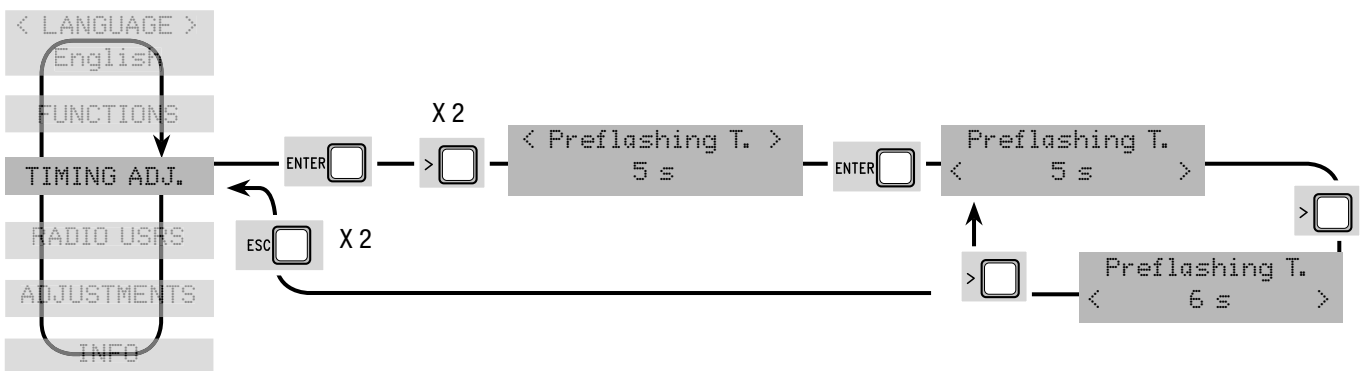 < LANGUAGE >
English
FUNCTIONS
TIMING ADJ.
RADIO USRS
ADJUSTMENTS
INFO
ENTER
X 2
>
< Preflashing T. >
5 s
ENTER
Preflashing T.
< 5 s >
>
Preflashing T.
< 6 s >
>
ESC
X 2